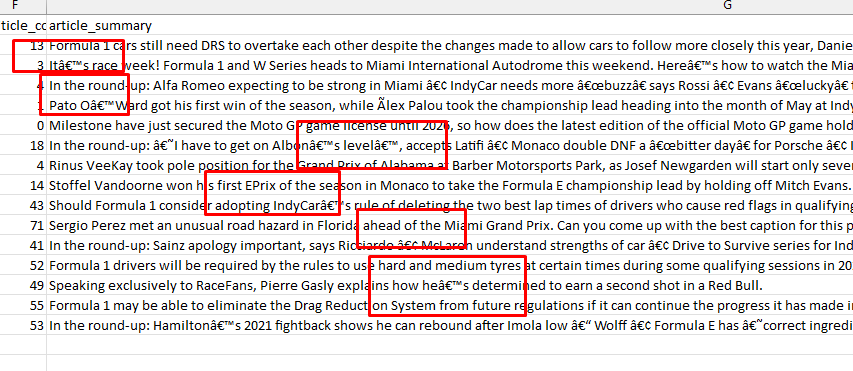 F G
ticle_cc article_summary
13 Formula 1 cars still need DRS to overtake each other despite the changes made to allow cars to follow more closely this year, Danie
3 Itâ€™s race week! Formula 1 and W Series heads to Miami International Autodrome this weekend. Hereâ€™s how to watch the Mia
4 In the round-up: Alfa Romeo expecting to be strong in Miami â€¢ IndyCar needs more â€œbuzzâ€ says Rossi â€¢ Evans â€œluckyâ€ t
1 Pato Oâ€™Ward got his first win of the season, while Ãlex Palou took the championship lead heading into the month of May at Indy
0 Milestone have just secured the Moto GP game license until 2026, so how does the latest edition of the official Moto GP game hold
18 In the round-up: â€˜I have to get on Albonâ€™s levelâ€™, accepts Latifi â€¢ Monaco double DNF a â€œbitter dayâ€ for Porsche â€¢ I
4 Rinus VeeKay took pole position for the Grand Prix of Alabama at Barber Motorsports Park, as Josef Newgarden will start only seve
14 Stoffel Vandoorne won his first EPrix of the season in Monaco to take the Formula E championship lead by holding off Mitch Evans.
43 Should Formula 1 consider adopting IndyCarâ€™s rule of deleting the two best lap times of drivers who cause red flags in qualifying
71 Sergio Perez met an unusual road hazard in Florida ahead of the Miami Grand Prix. Can you come up with the best caption for this p
41 In the round-up: Sainz apology important, says Ricciardo â€¢ McLaren understand strengths of car â€¢ Drive to Survive series for Ind
52 Formula 1 drivers will be required by the rules to use hard and medium tyres at certain times during some qualifying sessions in 20
49 Speaking exclusively to RaceFans, Pierre Gasly explains how heâ€™s determined to earn a second shot in a Red Bull.
55 Formula 1 may be able to eliminate the Drag Reduction System from future regulations if it can continue the progress it has made i
53 In the round-up: Hamiltonâ€™s 2021 fightback shows he can rebound after Imola low â€“ Wolff â€¢ Formula E has â€˜correct ingredi